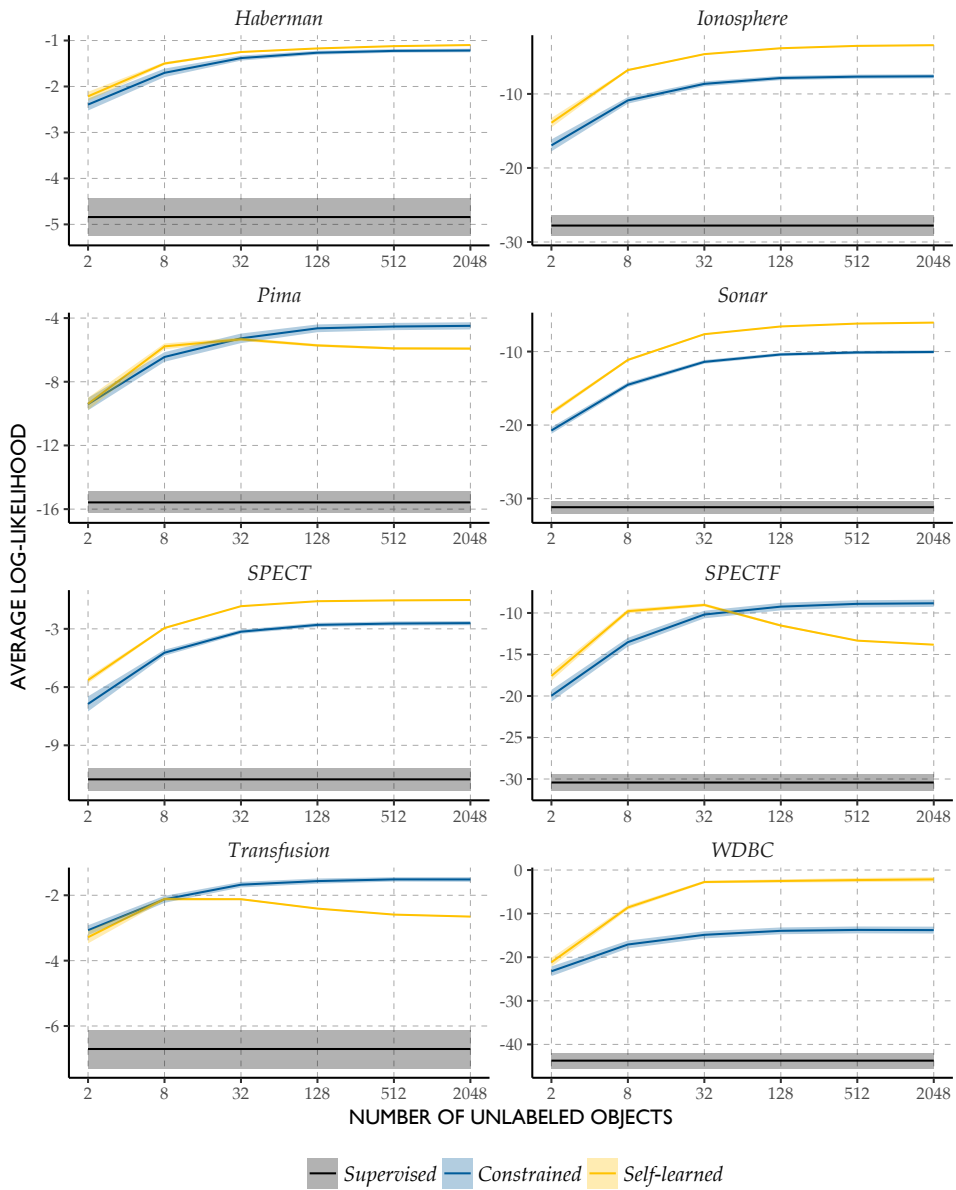 Haberman
Ionosphere
-1
-2
-3
-4
-5
2 8 32 128 512 2048
-10
-20
-30
2 8 32 128 512 2048
Pima
Sonar
-4
-8
-12
-16
2 8 32 128 512 2048
-10
-20
-30
2 8 32 128 512 2048
SPECT
SPECTF
-3
-6
-9
2 8 32 128 512 2048
-10
-15
-20
-25
-30
2 8 32 128 512 2048
Transfusion
WDBC
-2
-4
-6
2 8 32 128 512 2048
0
-10
-20
-30
-40
2 8 32 128 512 2048
AVERAGE LOG-LIKELIHOOD
NUMBER OF UNLABELED OBJECTS
Supervised Constrained Self-learned